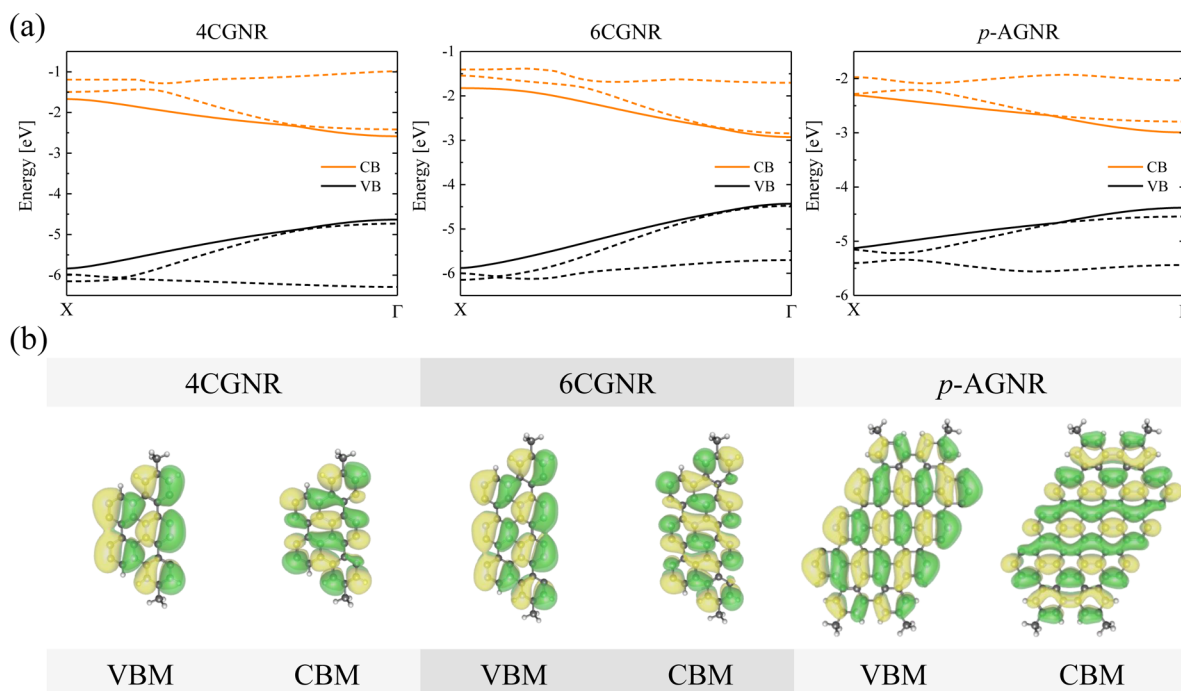 (a)
4CGNR
6CGNR
p-AGNR
Energy [eV]
-1
-2
-3
-4
-5
-6
CB
VB
X
Γ
Energy [eV]
-1
-2
-3
-4
-5
-6
CB
VB
X
Γ
Energy [eV]
-2
-3
-4
-5
-6
CB
VB
X
(b)
4CGNR
6CGNR
p-AGNR
VBM
CBM
VBM
CBM
VBM
CBM